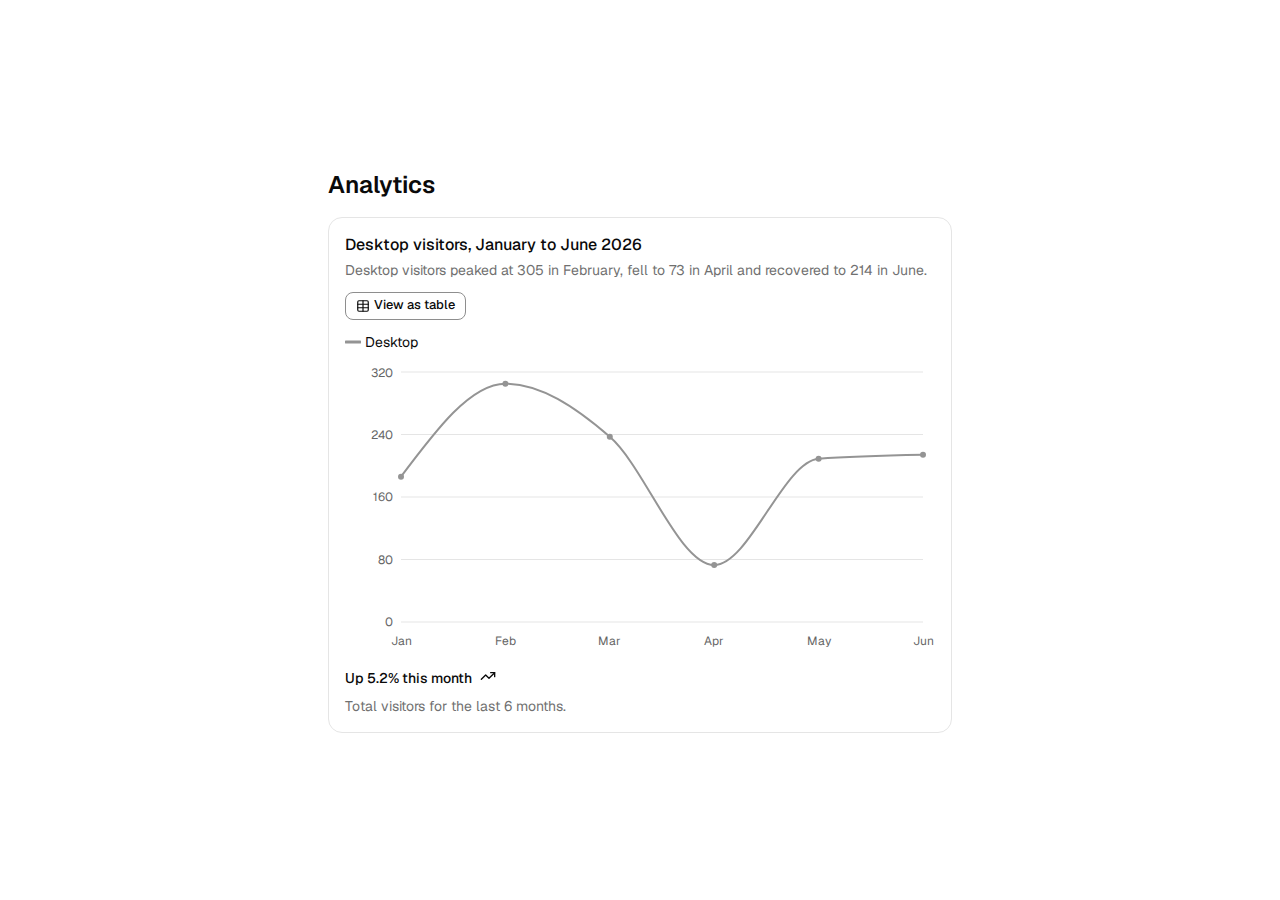 Analytics
Desktop visitors, January to June 2026
Desktop visitors peaked at 305 in February, fell to 73 in April and recovered to 214 in June.
View as table
Desktop
320
240
160
80
0
Jan Feb Mar Apr May Jun
Up 5.2% this month
Total visitors for the last 6 months.